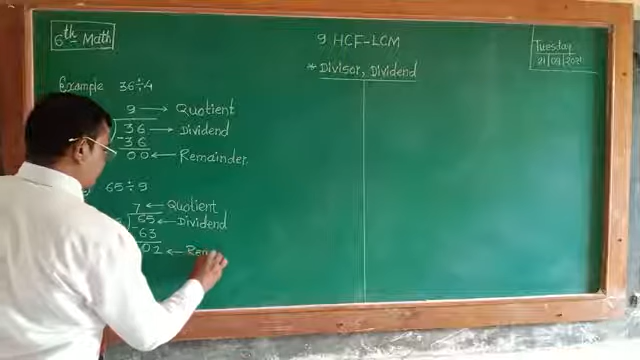 6th Math
9 HCF-LCM
Tuesday
21/09/2021
* Divisor, Dividend
Example 36÷4
9 → Quotient
) 36 → Dividend
-36
00 ← Remainder
65÷9
7 ← Quotient
) 65 ← Dividend
-63
02 ← Rem